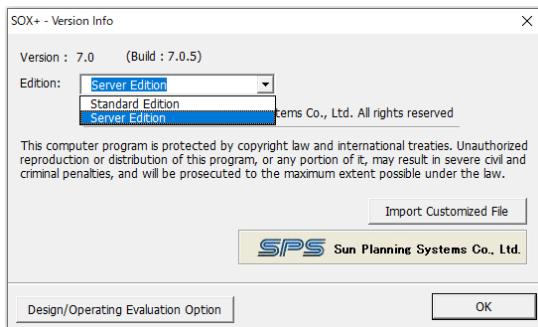 SOX+ - Version Info
Version : 7.0 (Build : 7.0.5)
Edition: Server Edition
Standard Edition
Server Edition
tems Co., Ltd. All rights reserved
This computer program is protected by copyright law and international treaties. Unauthorized
reproduction or distribution of this program, or any portion of it, may result in severe civil and
criminal penalties, and will be prosecuted to the maximum extent possible under the law.
Import Customized File
SPS Sun Planning Systems Co., Ltd.
Design/Operating Evaluation Option
OK